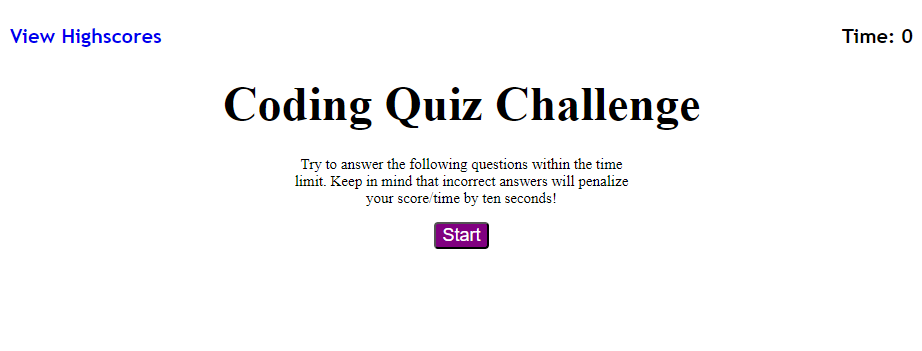 View Highscores
Time: 0
Coding Quiz Challenge
Try to answer the following questions within the time
limit. Keep in mind that incorrect answers will penalize
your score/time by ten seconds!
Start